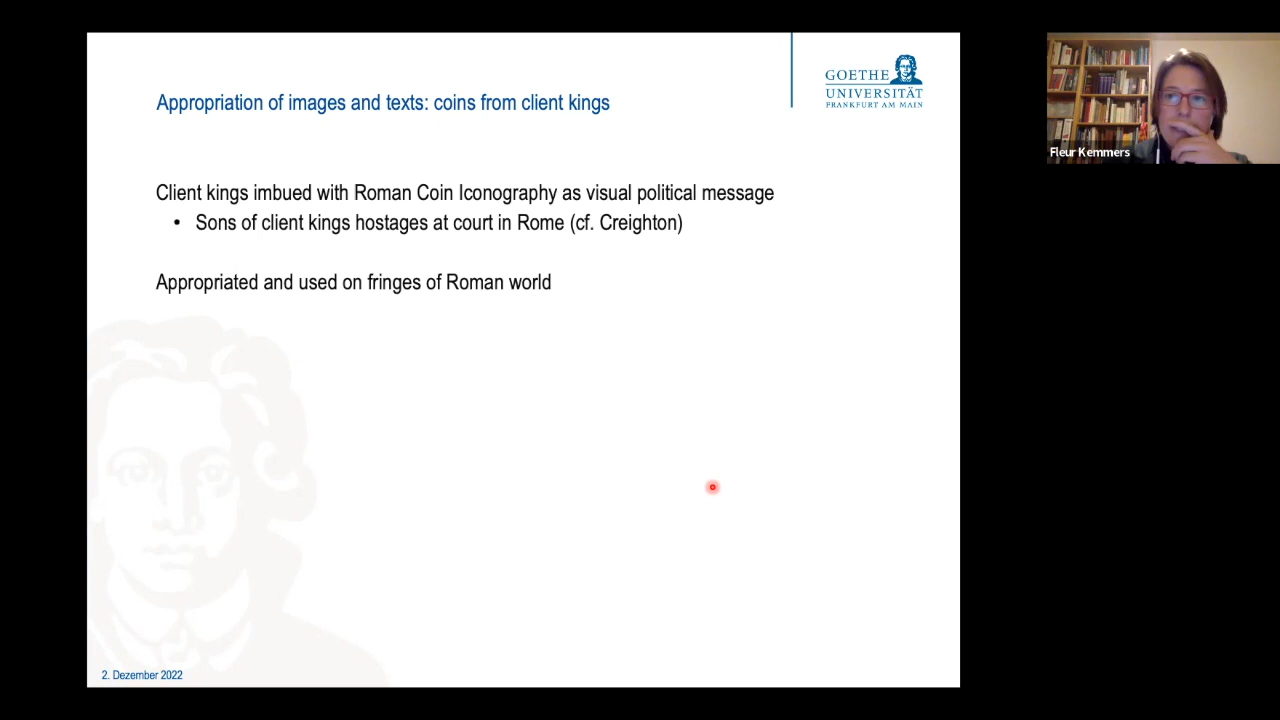 Appropriation of images and texts: coins from client kings
GOETHE
UNIVERSITÄT
FRANKFURT AM MAIN
Client kings imbued with Roman Coin Iconography as visual political message
• Sons of client kings hostages at court in Rome (cf. Creighton)
Appropriated and used on fringes of Roman world
2. Dezember 2022
Fleur Kemmers